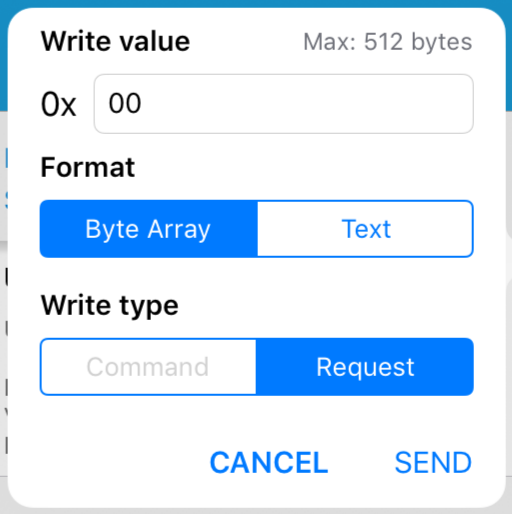 Write value Max: 512 bytes
0x 00
Format
Byte Array Text
Write type
Command Request
CANCEL SEND